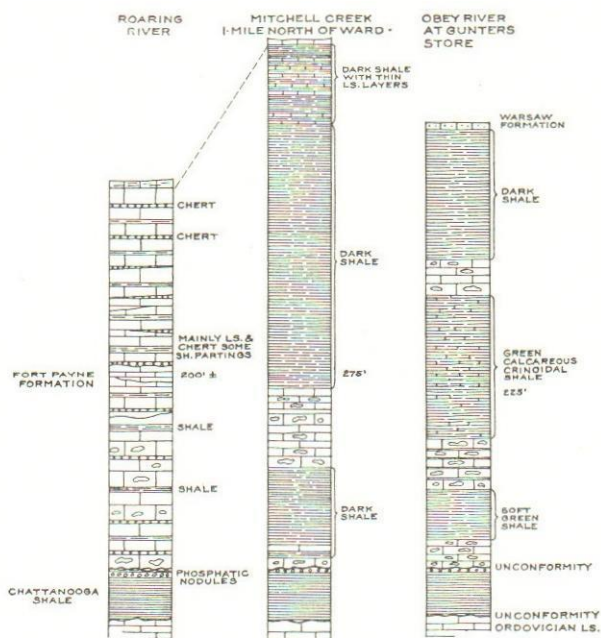 ROARING
RIVER
MITCHELL CREEK
1-MILE NORTH OF WARD-
OBEY RIVER
AT GUNTERS
STORE
DARK SHALE
WITH THIN
LS. LAYERS
WARSAW
FORMATION
DARK
SHALE
CHERT
CHERT
DARK
SHALE
MAINLY LS. &
CHERT SOME
SH. PARTINGS
200' ±
FORT PAYNE
FORMATION
275'
GREEN
CALCAREOUS
CRINOIDAL
SHALE
225'
SHALE
SHALE
DARK
SHALE
SOFT
GREEN
SHALE
PHOSPHATIC
NODULES
CHATTANOOGA
SHALE
UNCONFORMITY
UNCONFORMITY
ORDOVICIAN LS.